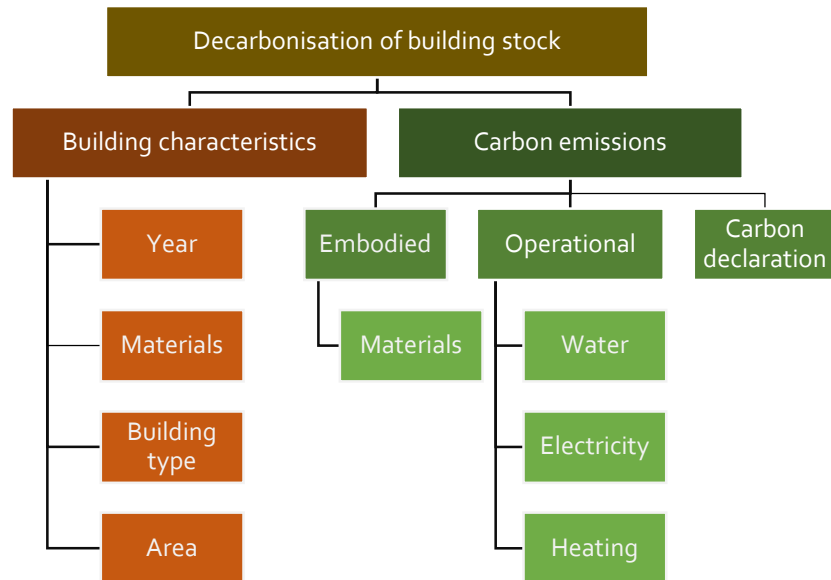 Decarbonisation of building stock
Building characteristics
Carbon emissions
Year
Materials
Building
type
Area
Embodied
Materials
Operational
Water
Electricity
Heating
Carbon
declaration